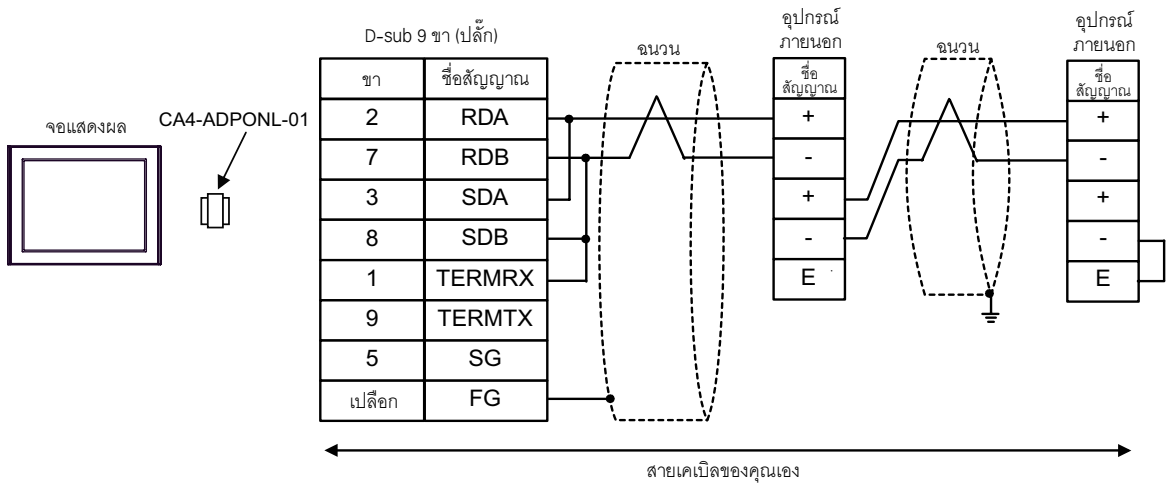 D-sub 9 ขา (ปลั๊ก)
ขา ชื่อสัญญาณ
2 RDA
7 RDB
3 SDA
8 SDB
1 TERMRX
9 TERMTX
5 SG
เปลือก FG
จอแสดงผล
CA4-ADPONL-01
ฉนวน
อุปกรณ์
ภายนอก
ชื่อ
สัญญาณ
+
-
+
-
E
ฉนวน
อุปกรณ์
ภายนอก
ชื่อ
สัญญาณ
+
-
+
-
E
สายเคเบิลของคุณเอง